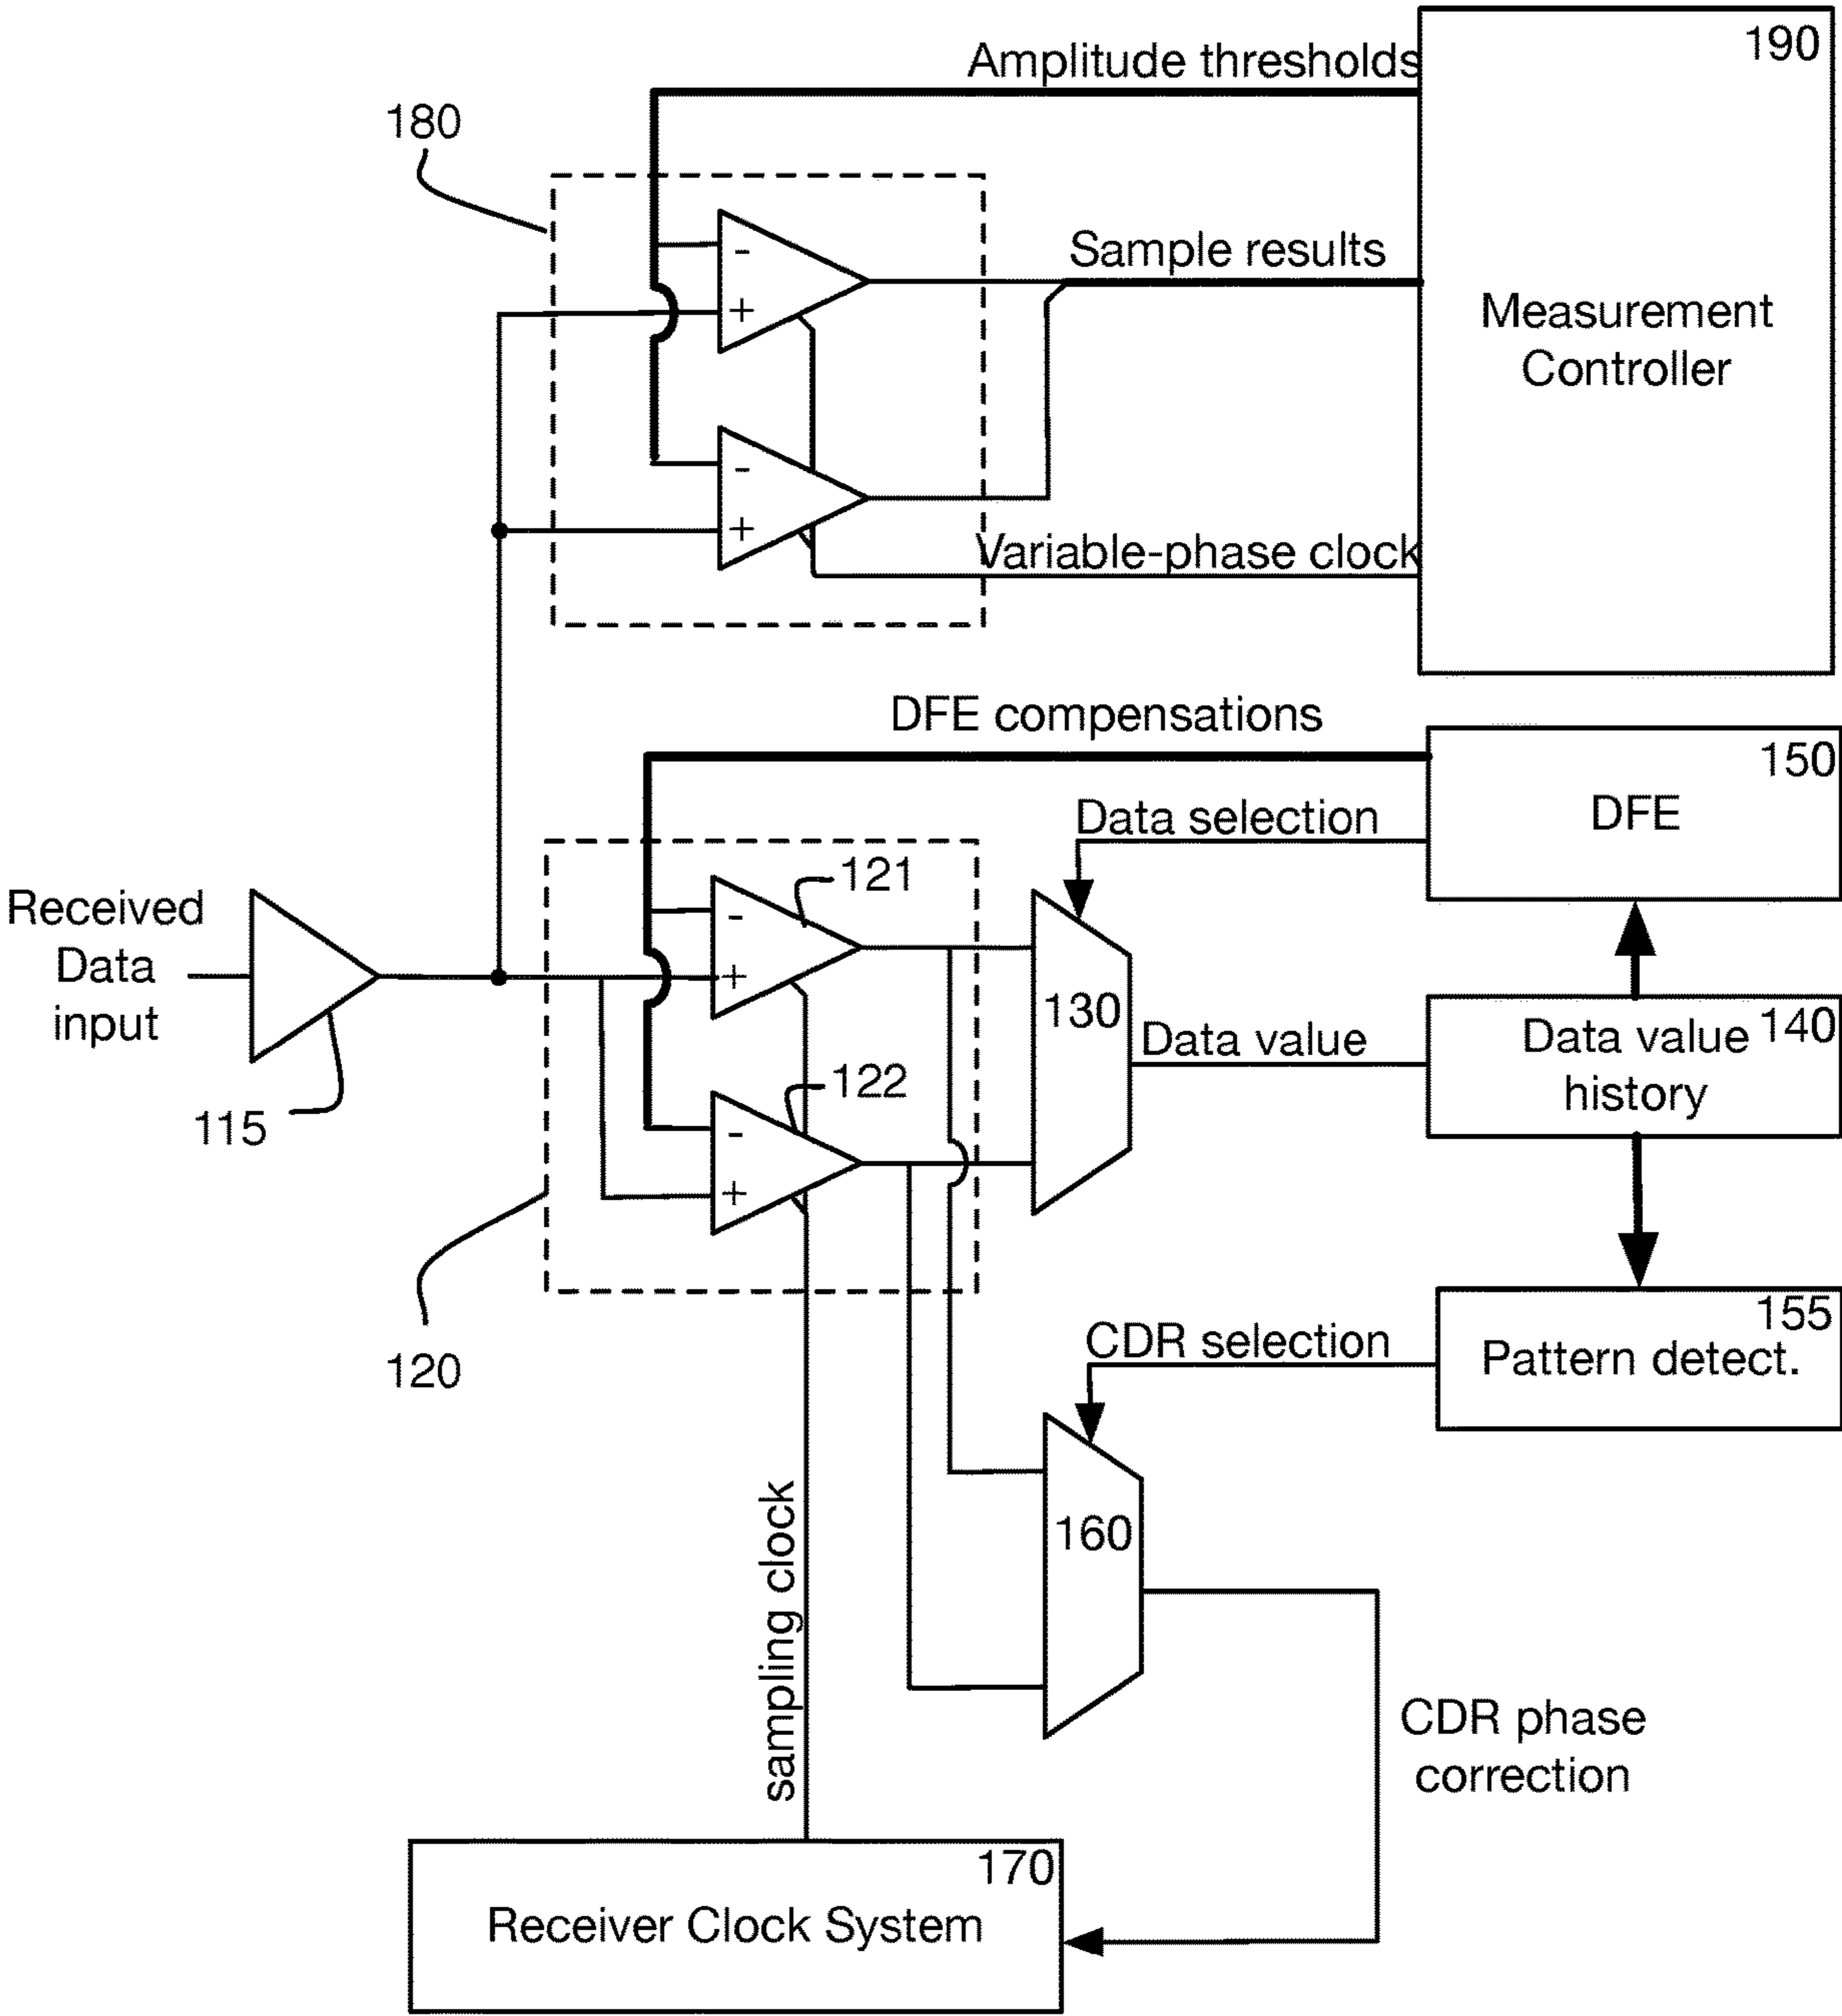 190
Amplitude thresholds
180
-
+
Sample results
Measurement
Controller
-
+
Variable-phase clock
DFE compensations
150
DFE
Data selection
121
Received
Data
input
-
+
130
140
Data value
Data value
history
122
115
-
+
155
CDR selection
Pattern detect.
120
sampling clock
160
CDR phase
correction
170
Receiver Clock System